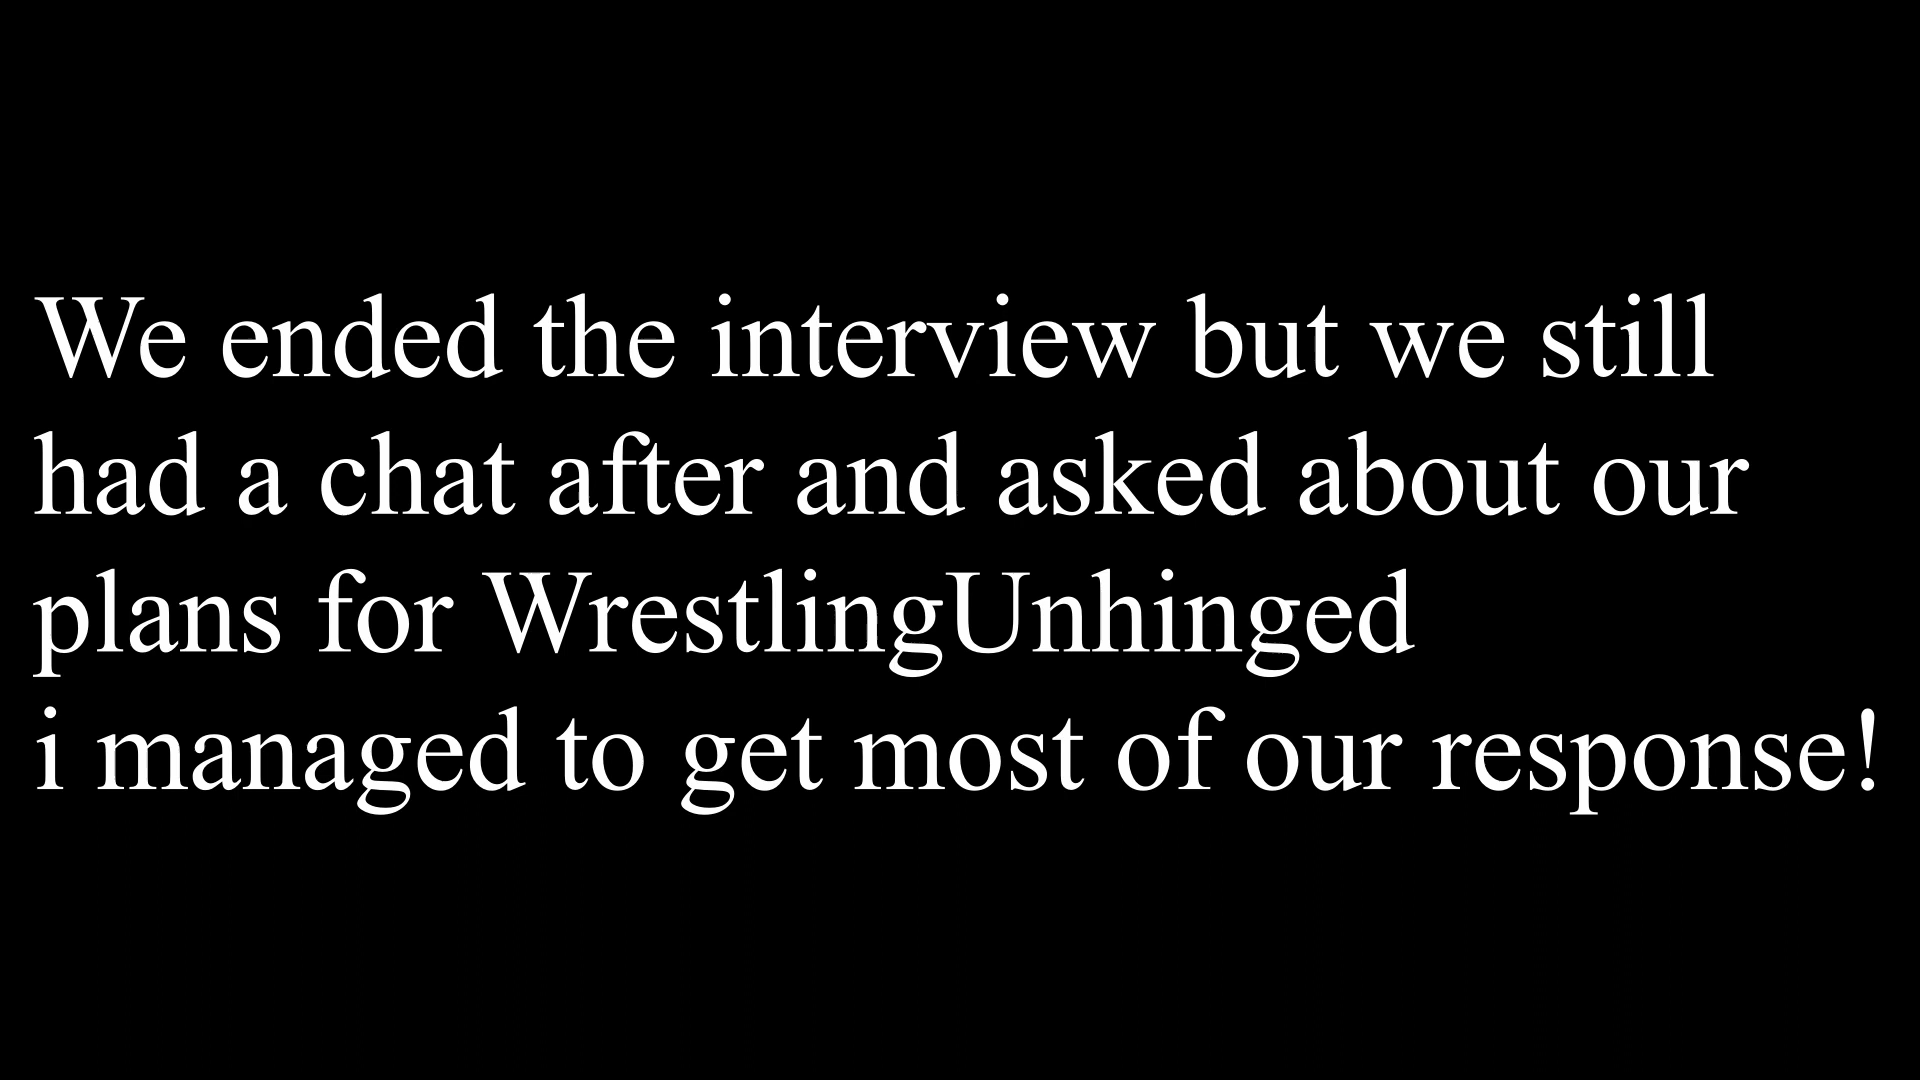 We ended the interview but we still
had a chat after and asked about our
plans for WrestlingUnhinged
i managed to get most of our response!